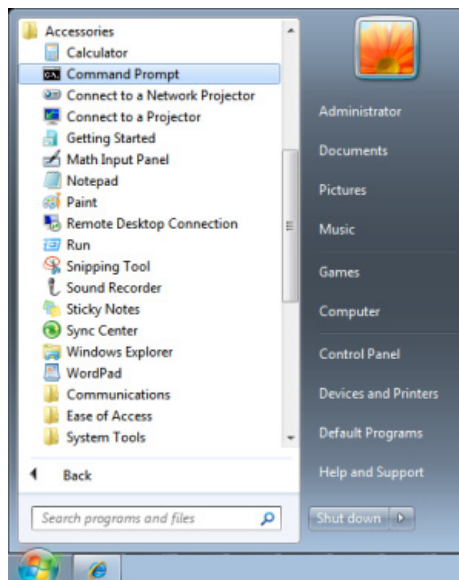 Accessories
Calculator
Command Prompt
Connect to a Network Projector
Connect to a Projector
Getting Started
Math Input Panel
Notepad
Paint
Remote Desktop Connection
Run
Snipping Tool
Sound Recorder
Sticky Notes
Sync Center
Windows Explorer
WordPad
Communications
Ease of Access
System Tools
Back
Search programs and files
Administrator
Documents
Pictures
Music
Games
Computer
Control Panel
Devices and Printers
Default Programs
Help and Support
Shut down